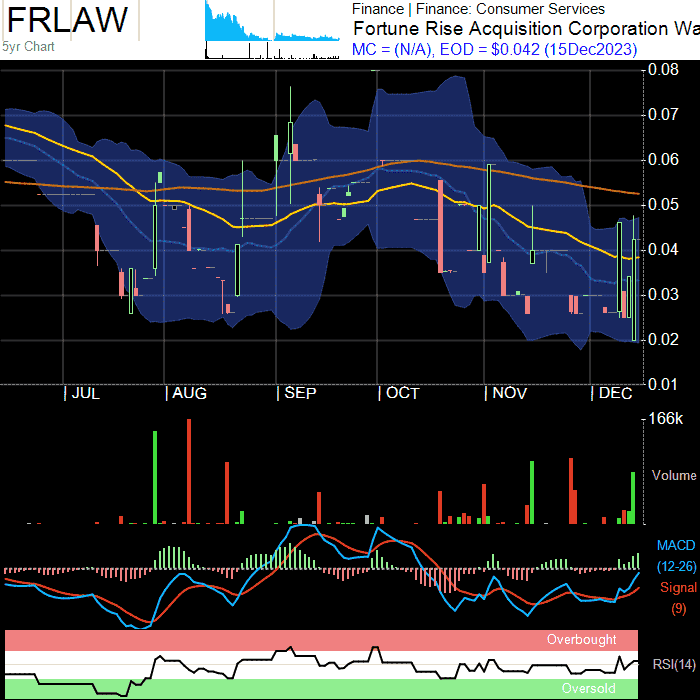 FRLAW
5yr Chart
Finance | Finance: Consumer Services
Fortune Rise Acquisition Corporation Wa
MC = (N/A), EOD = $0.042 (15Dec2023)
0.08
0.07
0.06
0.05
0.04
0.03
0.02
0.01
JUL
AUG
SEP
OCT
NOV
DEC
166k
Volume
MACD
(12-26)
Signal
(9)
Overbought
RSI(14)
Oversold